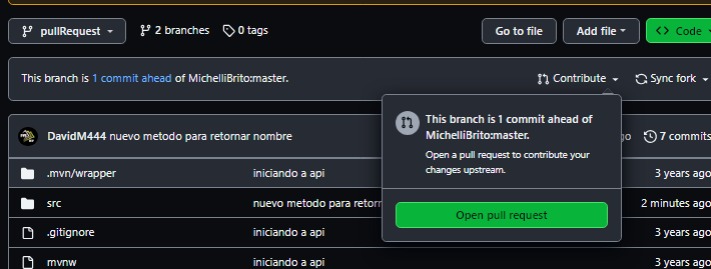 pullRequest 2 branches 0 tags Go to file Add file Code
This branch is 1 commit ahead of MichelliBrito:master. Contribute Sync fork
This branch is 1 commit ahead of
MichelliBrito:master.
Open a pull request to contribute your
changes upstream.
Open pull request
DavidM444 nuevo metodo para retornar nombre 7 commits
.mvn/wrapper iniciando a api 3 years ago
src nuevo metodo para 2 minutes ago
.gitignore iniciando a api 3 years ago
mvnw iniciando a api 3 years ago